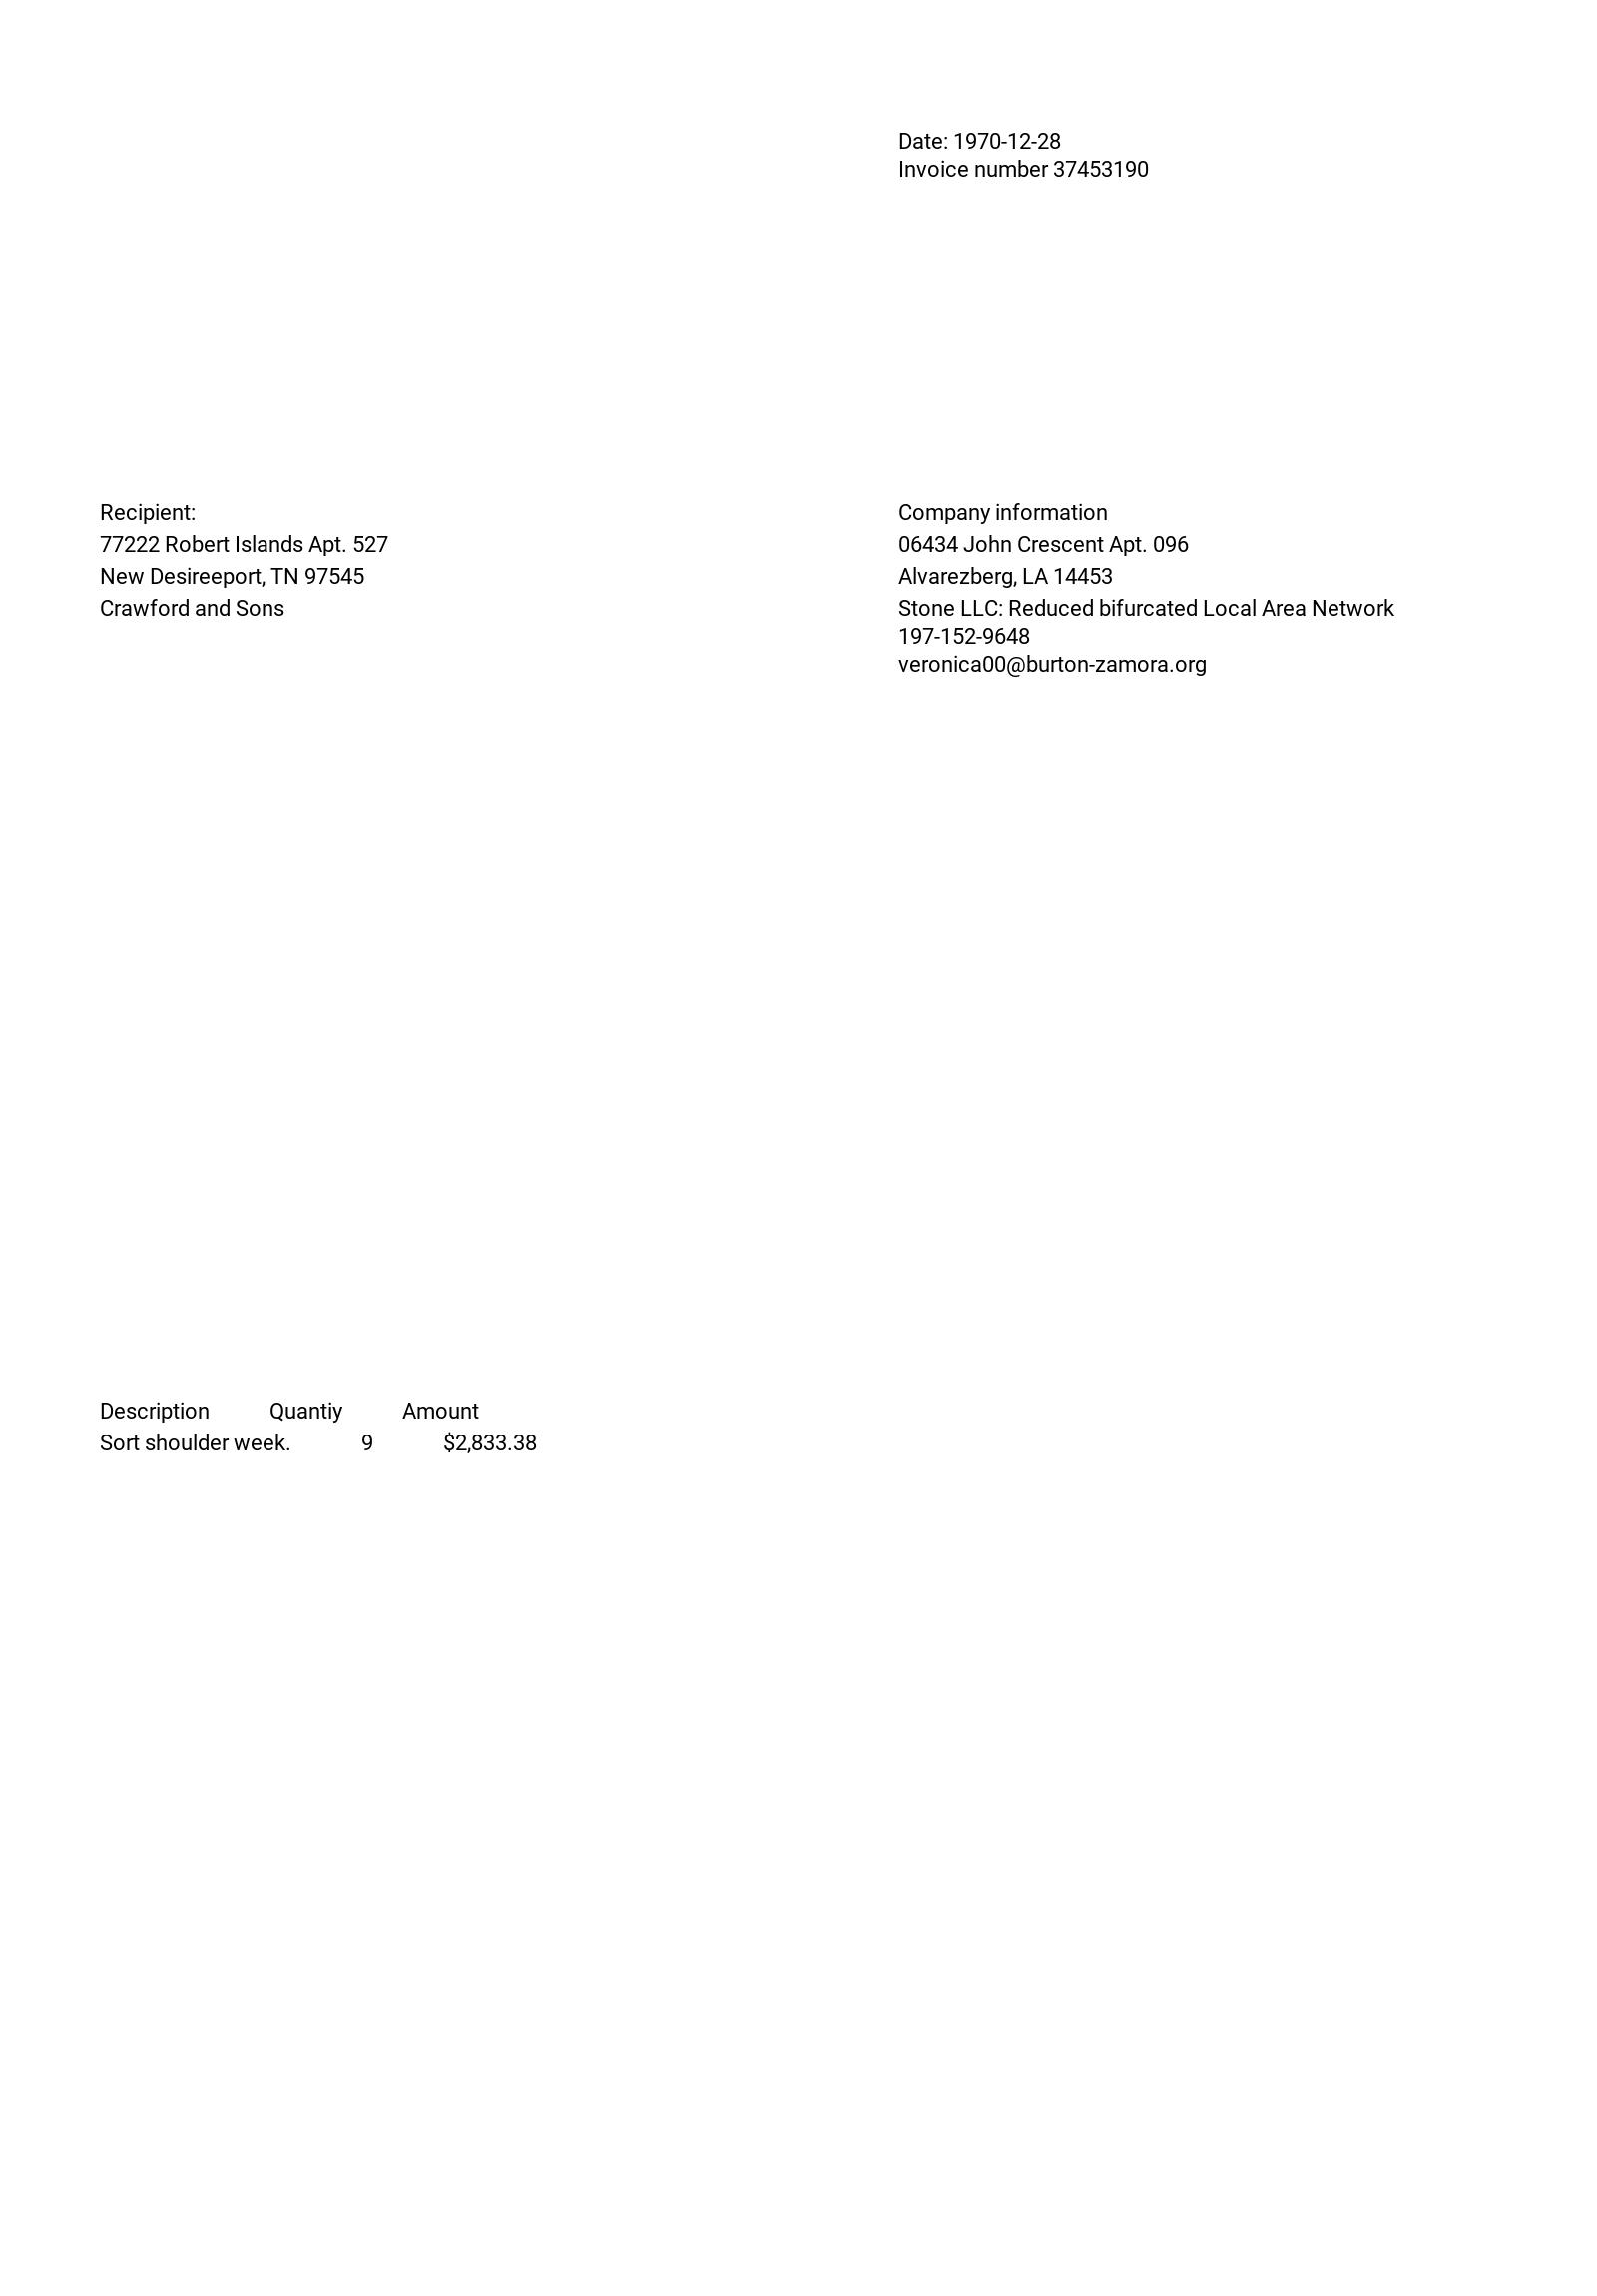 Date: 1970-12-28
Invoice number 37453190
Recipient:
77222 Robert Islands Apt. 527
New Desireeport, TN 97545
Crawford and Sons
Company information
06434 John Crescent Apt. 096
Alvarezberg, LA 14453
Stone LLC: Reduced bifurcated Local Area Network
197-152-9648
veronica00@burton-zamora.org
Description Quantiy Amount
Sort shoulder week. 9 $2,833.38